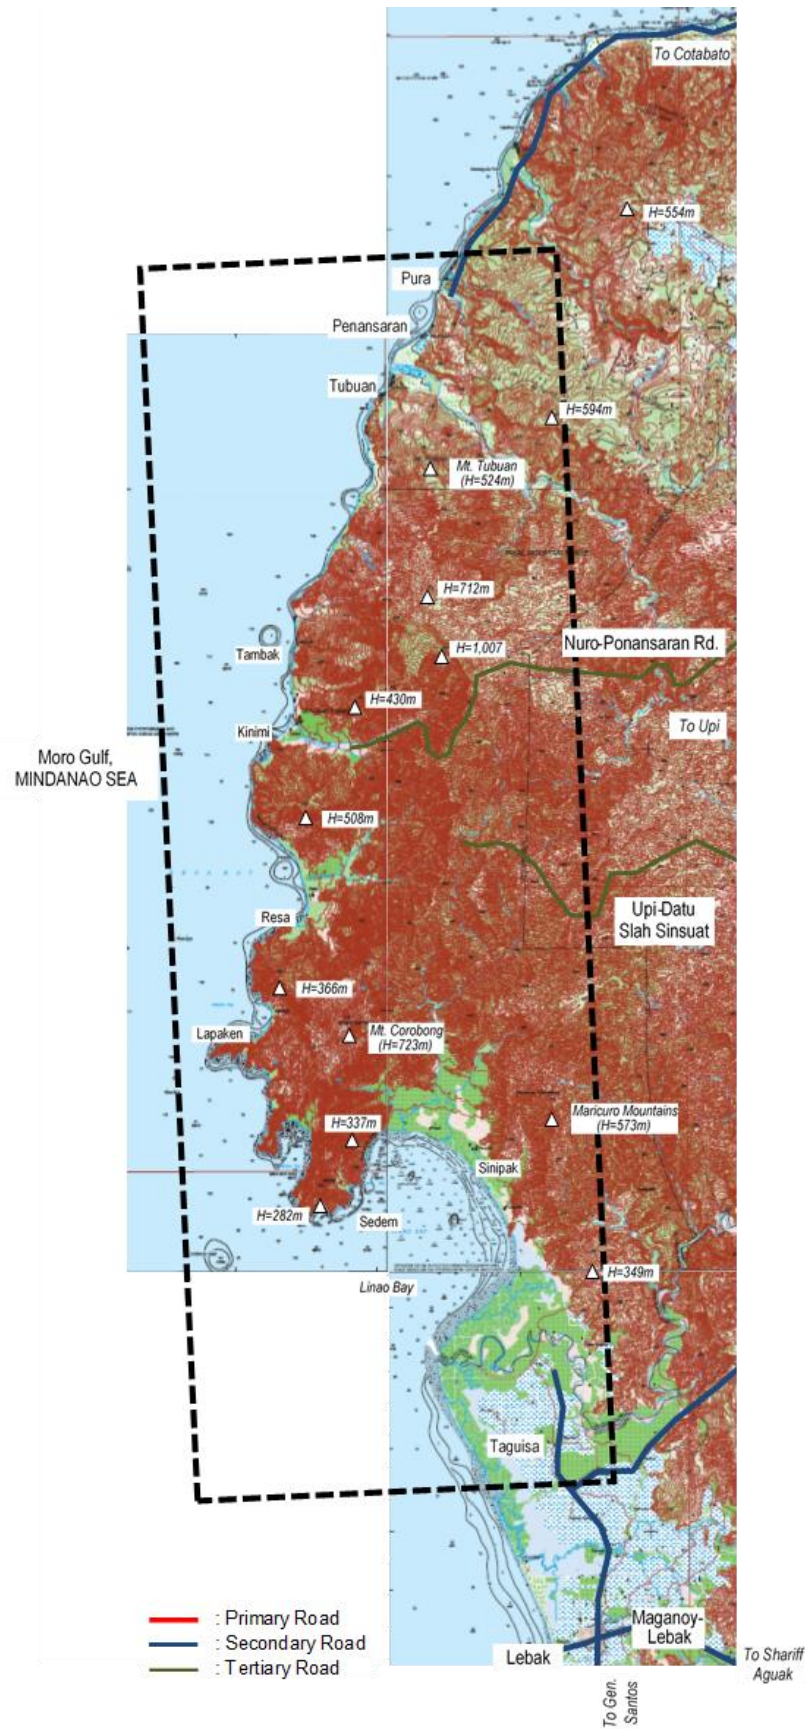 To Cotabato
H=554m
Pura
Penansaran
Tubuan
H=594m
Mt. Tubuan
(H=524m)
H=712m
Nuro-Ponansaran Rd.
H=1,007
Tambak
H=430m
To Upi
Kinimi
Moro Gulf,
MINDANAO SEA
H=508m
Upi-Datu
Slah Sinsuat
Resa
H=366m
Lapaken
Mt. Corobong
(H=723m)
Maricuro Mountains
(H=573m)
H=337m
Sinipak
H=282m
Sedem
H=349m
Linao Bay
Taguisa
: Primary Road
: Secondary Road
: Tertiary Road
Maganoy-
Lebak
Lebak
To Shariff
Aguak
To Gen.
Santos